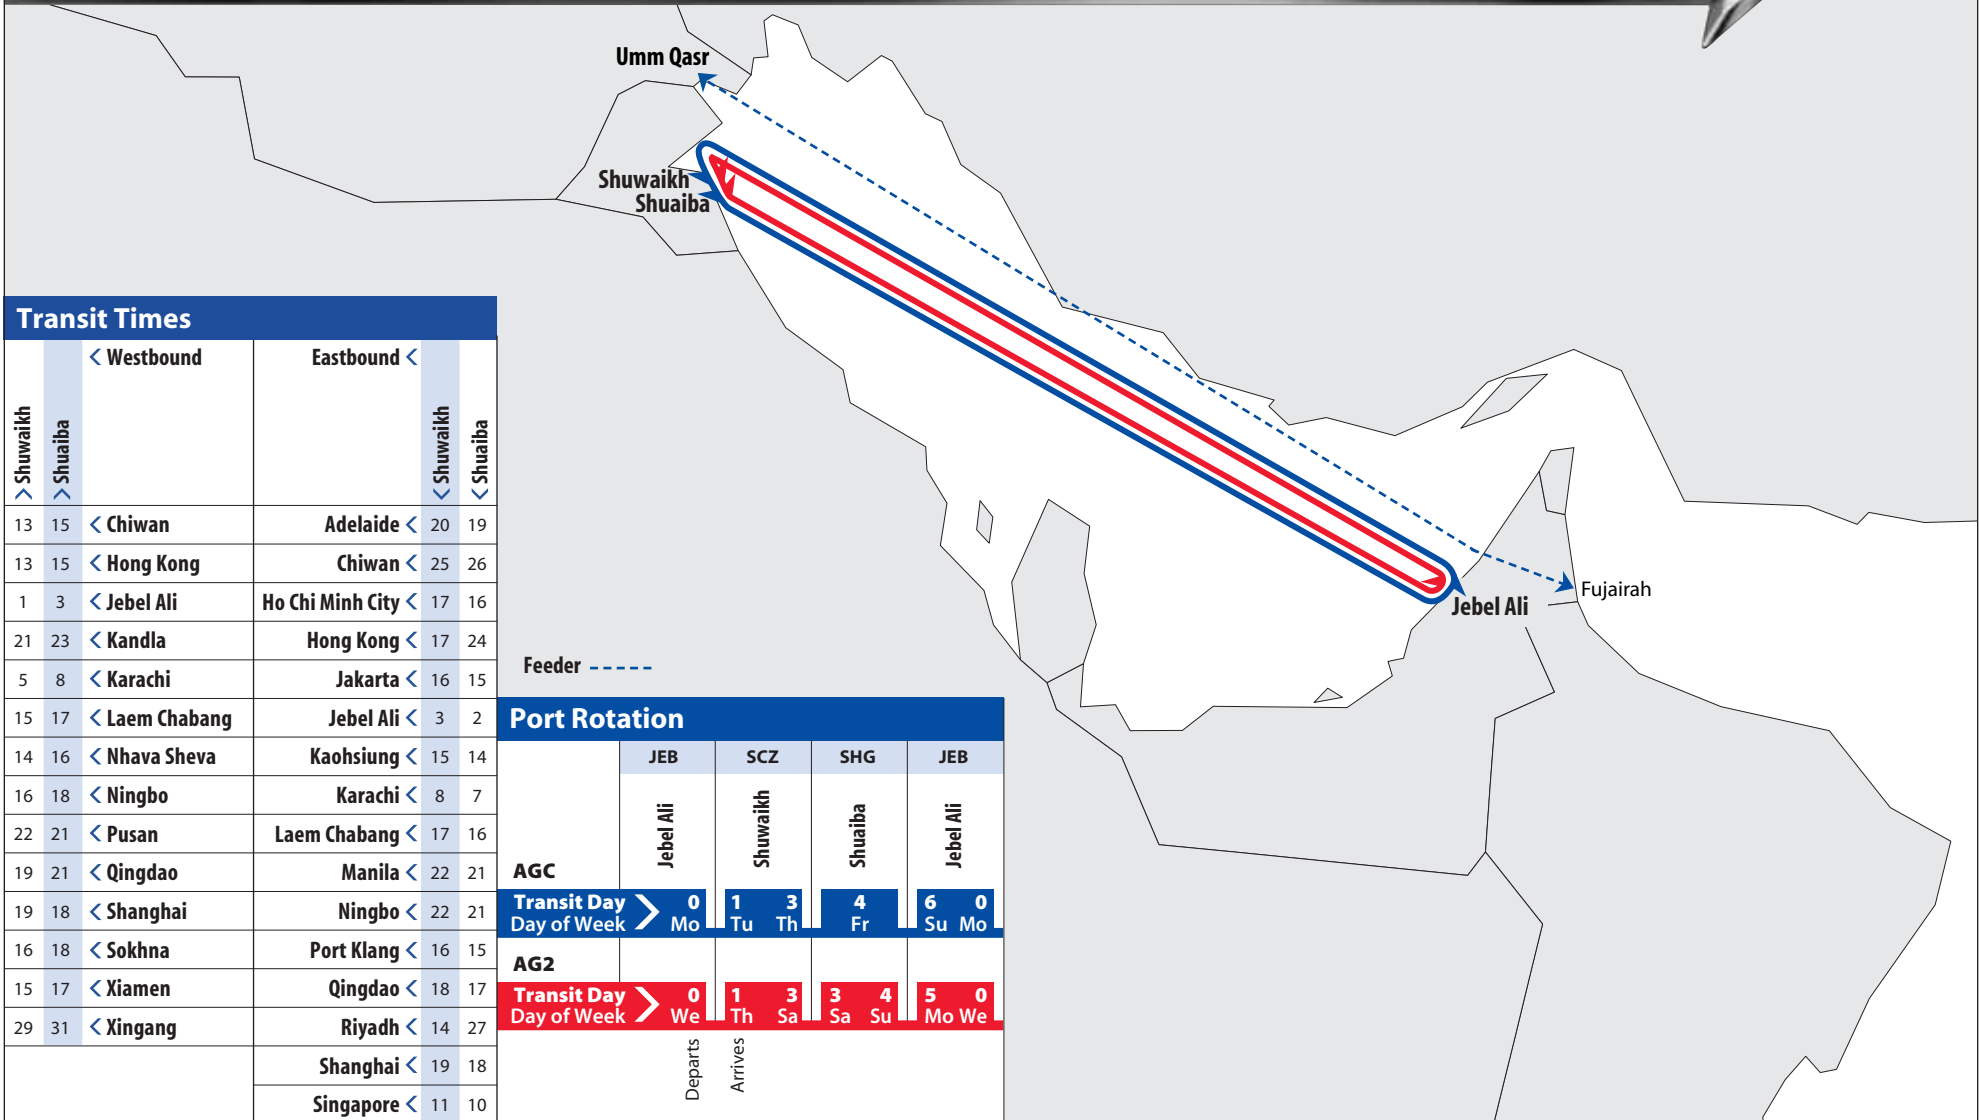 Umm Qasr
Shuwaikh
Shuaiba
Jebel Ali
Fujairah
Feeder
Transit Times
< Westbound Eastbound <
> Shuwaikh > Shuaiba < Shuwaikh < Shuaiba
13 15 < Chiwan Adelaide < 20 19
13 15 < Hong Kong Chiwan < 25 26
1 3 < Jebel Ali Ho Chi Minh City < 17 16
21 23 < Kandla Hong Kong < 17 24
5 8 < Karachi Jakarta < 16 15
15 17 < Laem Chabang Jebel Ali < 3 2
14 16 < Nhava Sheva Kaohsiung < 15 14
16 18 < Ningbo Karachi < 8 7
22 21 < Pusan Laem Chabang < 17 16
19 21 < Qingdao Manila < 22 21
19 18 < Shanghai Ningbo < 22 21
16 18 < Sokhna Port Klang < 16 15
15 17 < Xiamen Qingdao < 18 17
29 31 < Xingang Riyadh < 14 27
Shanghai < 19 18
Singapore < 11 10
Port Rotation
JEB SCZ SHG JEB
Jebel Ali Shuwaikh Shuaiba Jebel Ali
AGC
Transit Day 0 1 3 4 6 0
Day of Week Mo Tu Th Fr Su Mo
AG2
Transit Day 0 1 3 3 4 5 0
Day of Week We Th Sa Sa Su Mo We
Departs Arrives